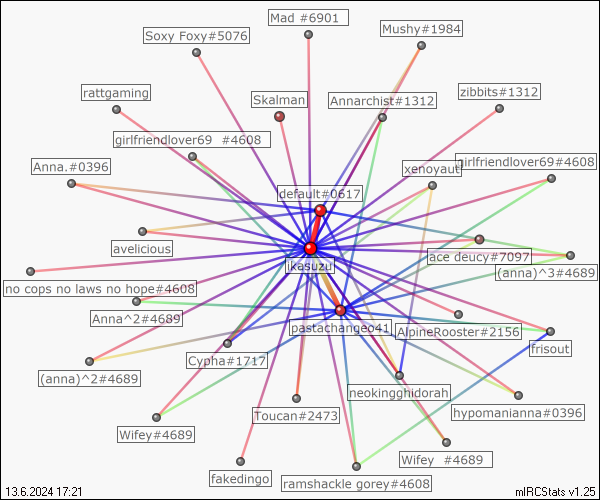 Mad #6901
Mushy#1984
Soxy Foxy#5076
rattgaming
Skalman
Annarchist#1312
zibbits#1312
girlfriendlover69 #4608
Anna.#0396
xenoyaut
girlfriendlover69#4608
default#0617
avelicious
ace deucy#7097
ikasuzu
(anna)^3#4689
no cops no laws no hope#4608
Anna^2#4689
pastachangeo41
AlpineRooster#2156
frisout
Cypha#1717
(anna)^2#4689
neokingghidorah
hypomanianna#0396
Toucan#2473
Wifey#4689
Wifey #4689
fakedingo
ramshackle gorey#4608
13.6.2024 17:21
mIRCStats v1.25